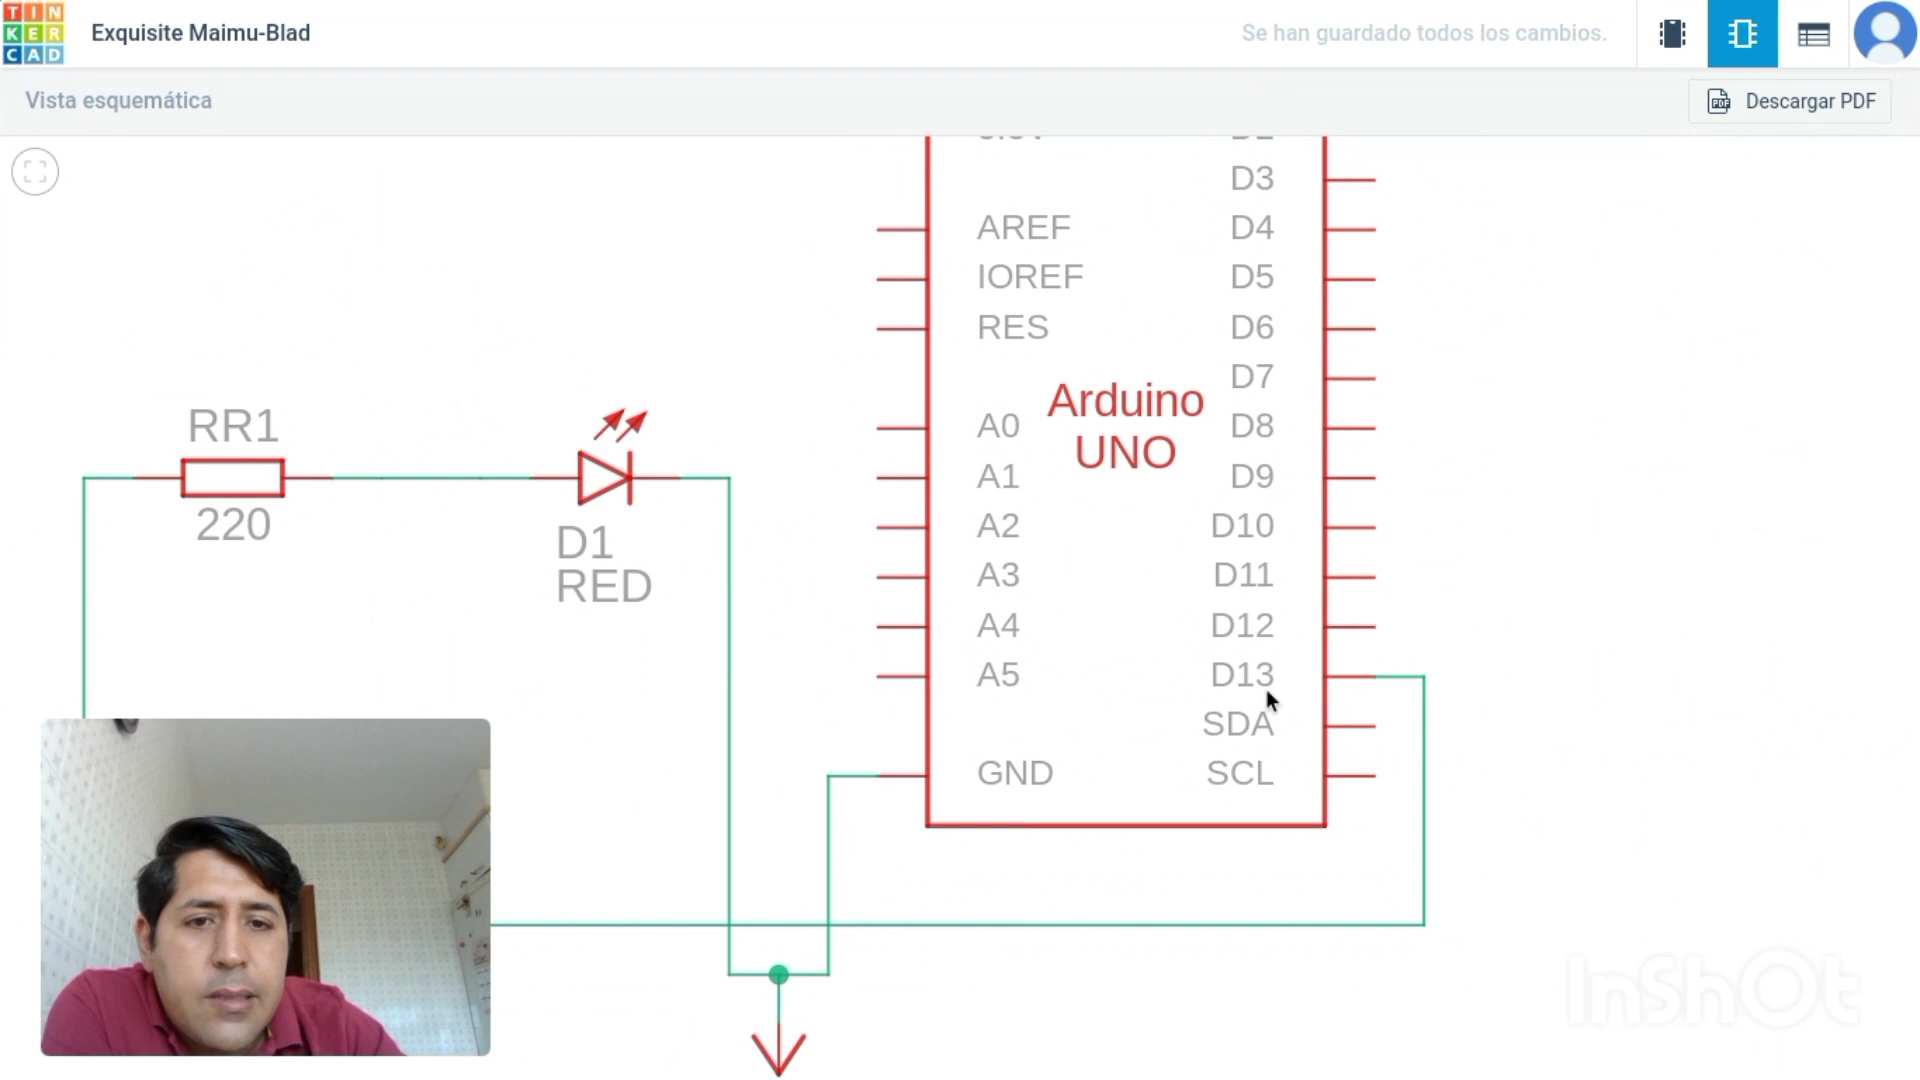 TIN
KER
CAD
Exquisite Maimu-Blad
Se han guardado todos los cambios.
Vista esquemática
PDF
Descargar PDF
D2
D3
AREF
D4
IOREF
D5
RES
D6
D7
Arduino
UNO
A0
D8
A1
D9
A2
D10
A3
D11
A4
D12
A5
D13
SDA
GND
SCL
RR1
220
D1
RED
InShOt